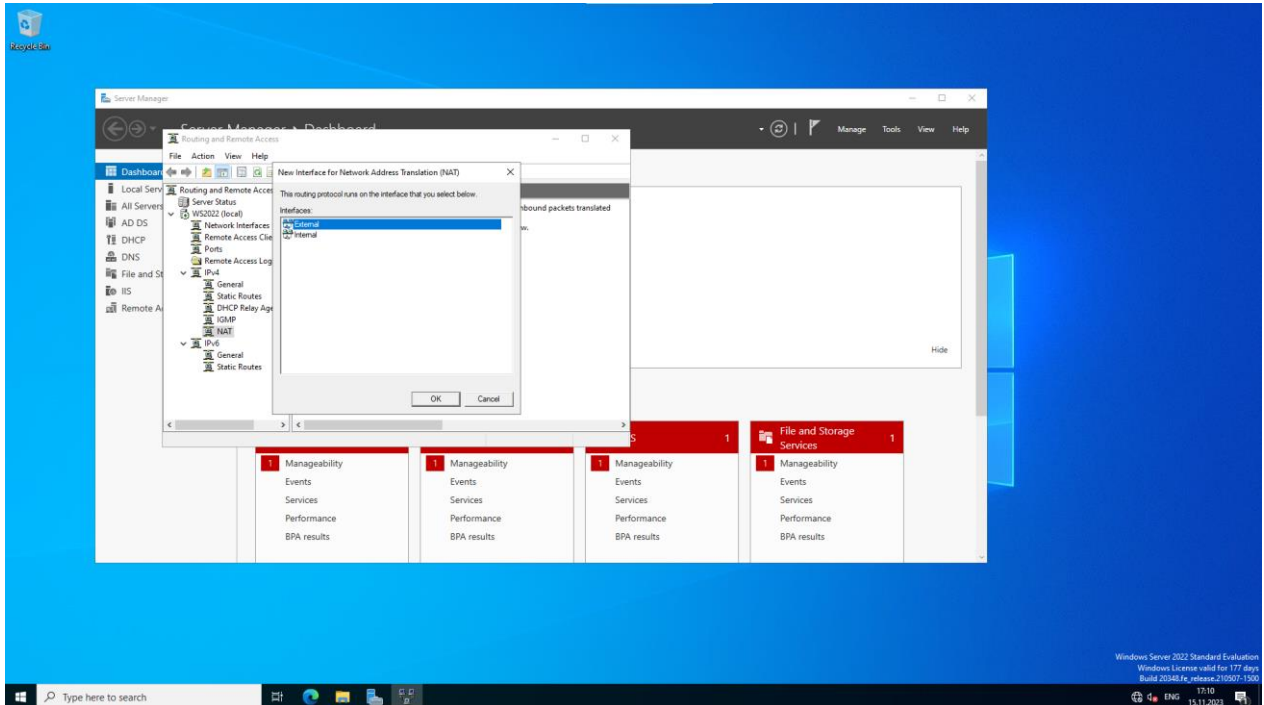 Recycle Bin
Server Manager
Server Manager Dashboard
Manage Tools View Help
Routing and Remote Access
File Action View Help
Dashboard
Local Serv
All Servers
AD DS
DHCP
DNS
File and St
IIS
Remote A
Routing and Remote Acces
Server Status
WS2022 (local)
Network Interfaces
Remote Access Clie
Ports
Remote Access Log
IPv4
General
Static Routes
DHCP Relay Age
IGMP
NAT
IPv6
General
Static Routes
New Interface for Network Address Translation (NAT)
This routing protocol runs on the interface that you select below.
Interfaces:
External
Internal
OK Cancel
bound packets translated
w.
Hide
S 1
File and Storage Services 1
1 Manageability
Events
Services
Performance
BPA results
1 Manageability
Events
Services
Performance
BPA results
1 Manageability
Events
Services
Performance
BPA results
1 Manageability
Events
Services
Performance
BPA results
Windows Server 2022 Standard Evaluation
Windows License valid for 177 days
Build 20348.fe_release.210507-1500
Type here to search
ENG
17:10
15.11.2023